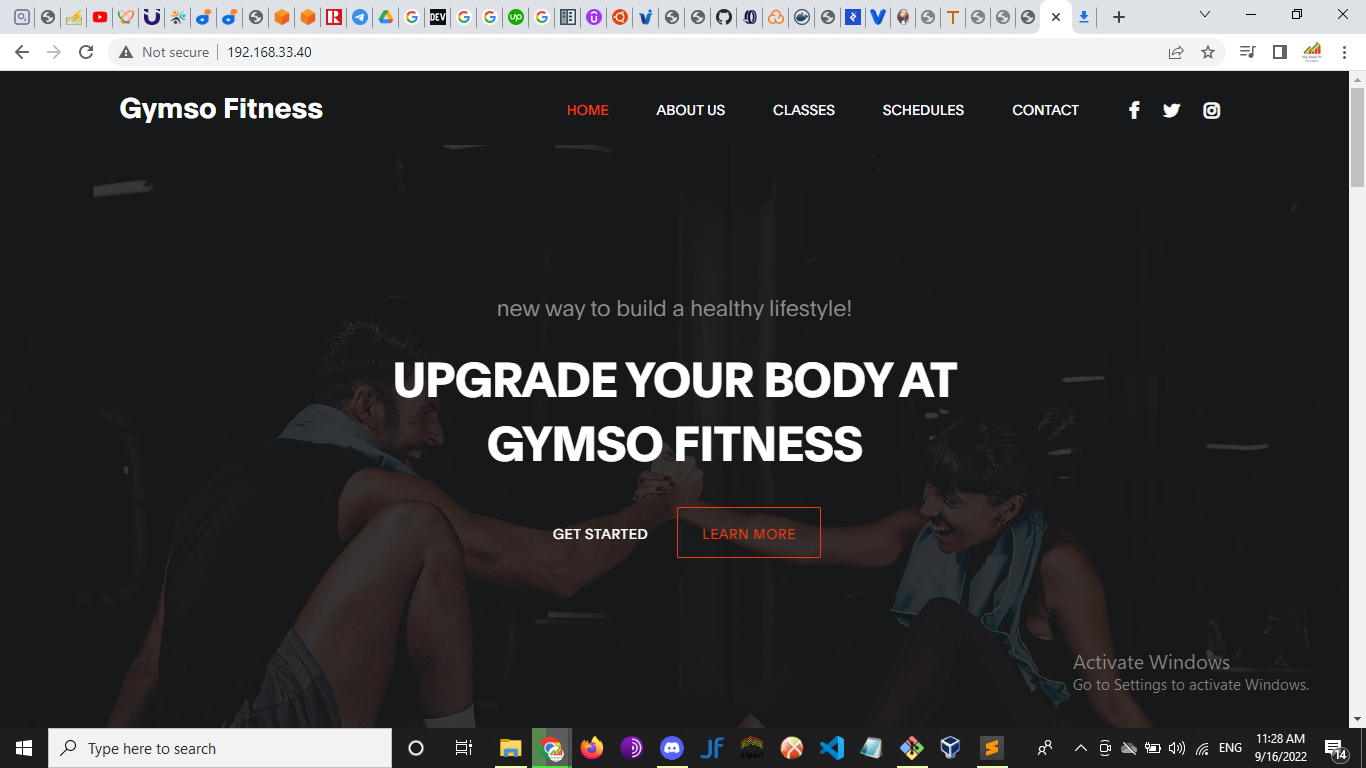 Not secure
192.168.33.40
Gymso Fitness
HOME
ABOUT US
CLASSES
SCHEDULES
CONTACT
new way to build a healthy lifestyle!
UPGRADE YOUR BODY AT
GYMSO FITNESS
GET STARTED
LEARN MORE
Activate Windows
Go to Settings to activate Windows.
Type here to search
ENG
11:28 AM
9/16/2022
14